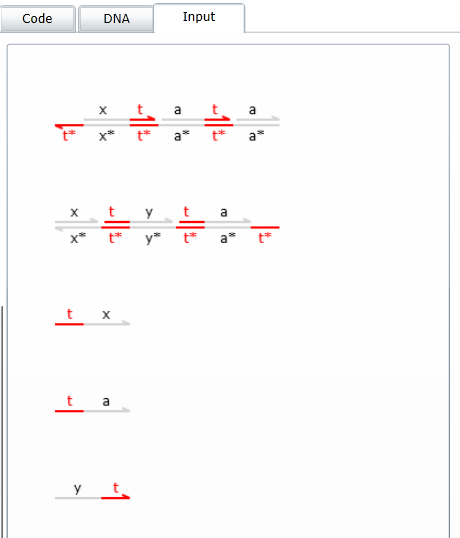 Code DNA Input
x t a t a
t* x* t* a* t* a*
x t y t a
x* t* y* t* a* t*
t x
t a
y t